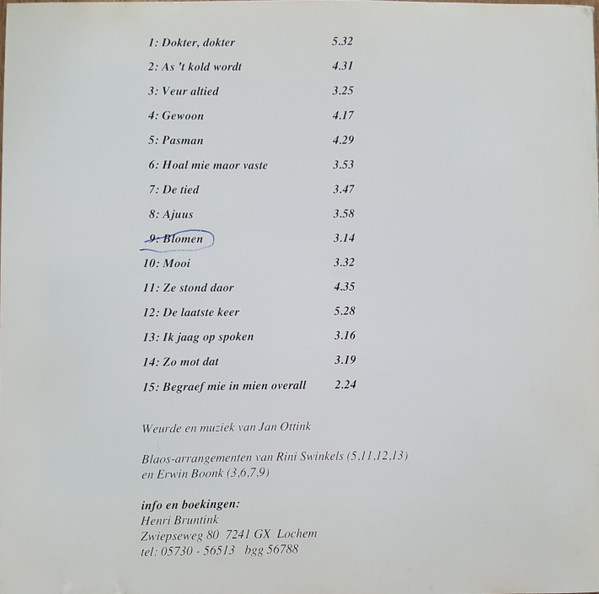 1: Dokter, dokter 5.32
2: As 't kold wordt 4.31
3: Veur altied 3.25
4: Gewoon 4.17
5: Pasman 4.29
6: Hoal mie maor vaste 3.53
7: De tied 3.47
8: Ajuus 3.58
9: Blomen 3.14
10: Mooi 3.32
11: Ze stond daor 4.35
12: De laatste keer 5.28
13: Ik jaag op spoken 3.16
14: Zo mot dat 3.19
15: Begraef mie in mien overall 2.24
Weurde en muziek van Jan Ottink
Blaos-arrangementen van Rini Swinkels (5,11,12,13)
en Erwin Boonk (3,6,7,9)
info en boekingen:
Henri Bruntink
Zwiepseweg 80 7241 GX Lochem
tel: 05730 - 56513 bgg 56788